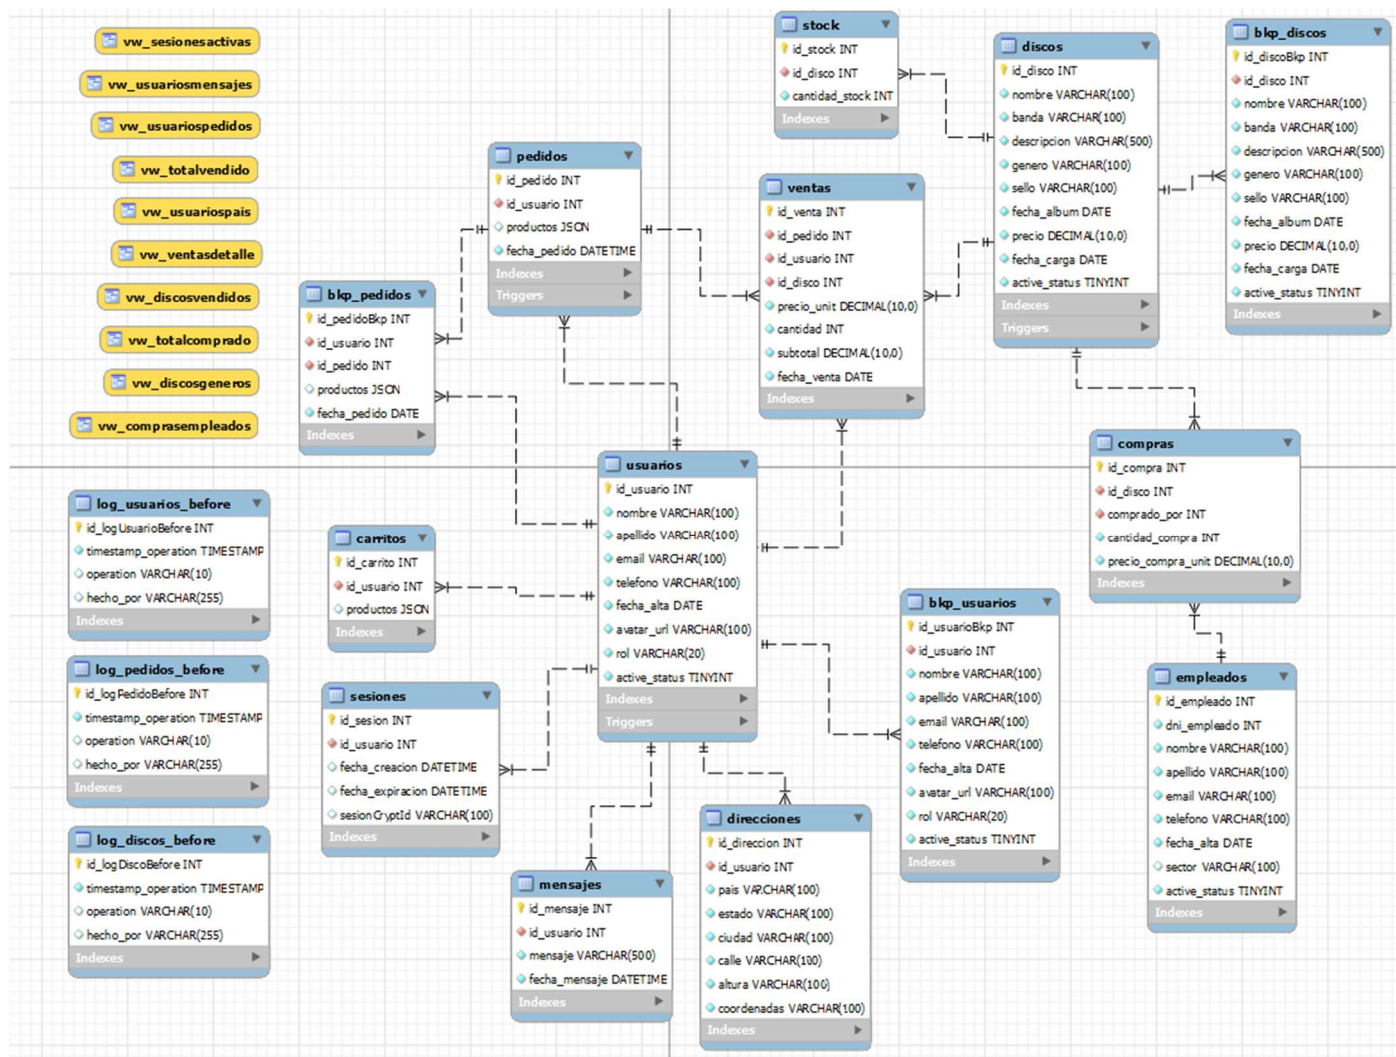 vw_sesionesactivas
vw_usuariosmensajes
vw_usuariospedidos
vw_totalvendido
vw_usuariospais
vw_ventasdetalle
vw_discosvendidos
vw_totalcomprado
vw_discosgeneros
vw_comprasempleados
stock
id_stock INT
id_disco INT
cantidad_stock INT
Indexes
discos
id_disco INT
nombre VARCHAR(100)
banda VARCHAR(100)
descripcion VARCHAR(500)
genero VARCHAR(100)
sello VARCHAR(100)
fecha_album DATE
precio DECIMAL(10,0)
fecha_carga DATE
active_status TINYINT
Indexes
Triggers
bkp_discos
id_discoBkp INT
id_disco INT
nombre VARCHAR(100)
banda VARCHAR(100)
descripcion VARCHAR(500)
genero VARCHAR(100)
sello VARCHAR(100)
fecha_album DATE
precio DECIMAL(10,0)
fecha_carga DATE
active_status TINYINT
Indexes
pedidos
id_pedido INT
id_usuario INT
productos JSON
fecha_pedido DATETIME
Indexes
Triggers
ventas
id_venta INT
id_pedido INT
id_usuario INT
id_disco INT
precio_unit DECIMAL(10,0)
cantidad INT
subtotal DECIMAL(10,0)
fecha_venta DATE
Indexes
bkp_pedidos
id_pedidoBkp INT
id_usuario INT
id_pedido INT
productos JSON
fecha_pedido DATE
Indexes
compras
id_compra INT
id_disco INT
comprado_por INT
cantidad_compra INT
precio_compra_unit DECIMAL(10,0)
Indexes
usuarios
id_usuario INT
nombre VARCHAR(100)
apellido VARCHAR(100)
email VARCHAR(100)
telefono VARCHAR(100)
fecha_alta DATE
avatar_url VARCHAR(100)
rol VARCHAR(20)
active_status TINYINT
Indexes
Triggers
log_usuarios_before
id_logUsuarioBefore INT
timestamp_operation TIMESTAMP
operation VARCHAR(10)
hecho_por VARCHAR(255)
Indexes
carritos
id_carrito INT
id_usuario INT
productos JSON
Indexes
bkp_usuarios
id_usuarioBkp INT
id_usuario INT
nombre VARCHAR(100)
apellido VARCHAR(100)
email VARCHAR(100)
telefono VARCHAR(100)
fecha_alta DATE
avatar_url VARCHAR(100)
rol VARCHAR(20)
active_status TINYINT
Indexes
log_pedidos_before
id_logPedidoBefore INT
timestamp_operation TIMESTAMP
operation VARCHAR(10)
hecho_por VARCHAR(255)
Indexes
sesiones
id_sesion INT
id_usuario INT
fecha_creacion DATETIME
fecha_expiracion DATETIME
sesionCryptId VARCHAR(100)
Indexes
empleados
id_empleado INT
dni_empleado INT
nombre VARCHAR(100)
apellido VARCHAR(100)
email VARCHAR(100)
telefono VARCHAR(100)
fecha_alta DATE
sector VARCHAR(100)
active_status TINYINT
Indexes
log_discos_before
id_logDiscoBefore INT
timestamp_operation TIMESTAMP
operation VARCHAR(10)
hecho_por VARCHAR(255)
Indexes
mensajes
id_mensaje INT
id_usuario INT
mensaje VARCHAR(500)
fecha_mensaje DATETIME
Indexes
direcciones
id_direccion INT
id_usuario INT
pais VARCHAR(100)
estado VARCHAR(100)
ciudad VARCHAR(100)
calle VARCHAR(100)
altura VARCHAR(100)
coordenadas VARCHAR(100)
Indexes